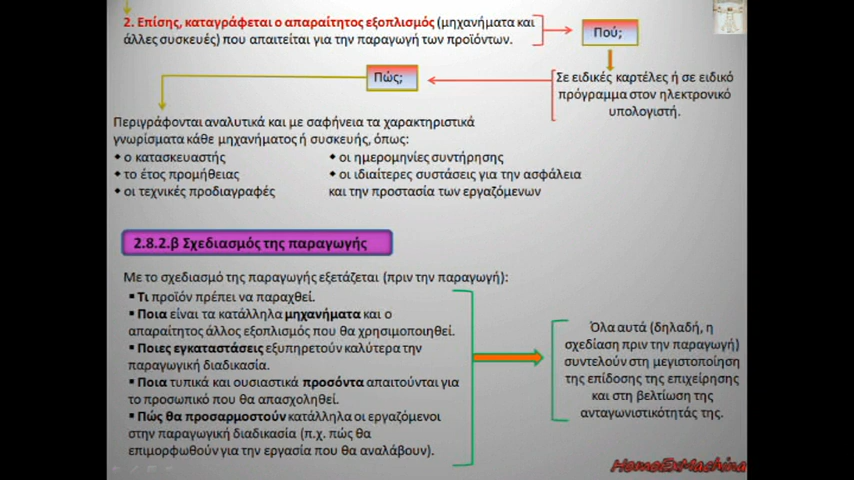 2. Επίσης, καταγράφεται ο απαραίτητος εξοπλισμός (μηχανήματα και
άλλες συσκευές) που απαιτείται για την παραγωγή των προϊόντων.
Πού;
Σε ειδικές καρτέλες ή σε ειδικό
πρόγραμμα στον ηλεκτρονικό
υπολογιστή.
Πώς;
Περιγράφονται αναλυτικά και με σαφήνεια τα χαρακτηριστικά
γνωρίσματα κάθε μηχανήματος ή συσκευής, όπως:
◆ ο κατασκευαστής
◆ το έτος προμήθειας
◆ οι τεχνικές προδιαγραφές
◆ οι ημερομηνίες συντήρησης
◆ οι ιδιαίτερες συστάσεις για την ασφάλεια
και την προστασία των εργαζόμενων
2.8.2.β Σχεδιασμός της παραγωγής
Με το σχεδιασμό της παραγωγής εξετάζεται (πριν την παραγωγή):
▪ Τι προϊόν πρέπει να παραχθεί.
▪ Ποια είναι τα κατάλληλα μηχανήματα και ο
απαραίτητος άλλος εξοπλισμός που θα χρησιμοποιηθεί.
▪ Ποιες εγκαταστάσεις εξυπηρετούν καλύτερα την
παραγωγική διαδικασία.
▪ Ποια τυπικά και ουσιαστικά προσόντα απαιτούνται για
το προσωπικό που θα απασχοληθεί.
▪ Πώς θα προσαρμοστούν κατάλληλα οι εργαζόμενοι
στην παραγωγική διαδικασία (π.χ. πώς θα
επιμορφωθούν για την εργασία που θα αναλάβουν).
Όλα αυτά (δηλαδή, η
σχεδίαση πριν την παραγωγή)
συντελούν στη μεγιστοποίηση
της επίδοσης της επιχείρησης
και στη βελτίωση της
ανταγωνιστικότητάς της.
HomoExMachina